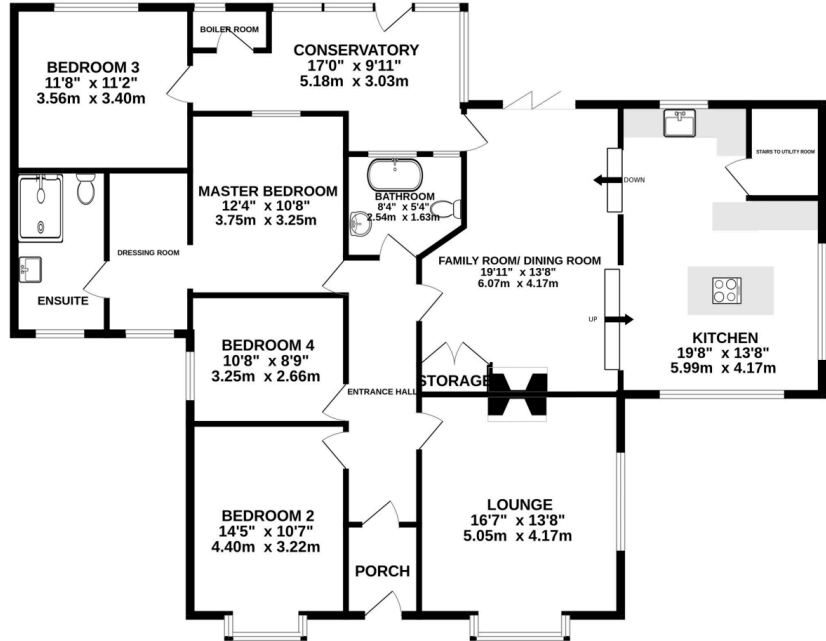 BOILER ROOM
CONSERVATORY
17'0" x 9'11"
5.18m x 3.03m
BEDROOM 3
11'8" x 11'2"
3.56m x 3.40m
STAIRS TO UTILITY ROOM
MASTER BEDROOM
12'4" x 10'8"
3.75m x 3.25m
BATHROOM
8'4" x 5'4"
2.54m x 1.63m
DOWN
DRESSING ROOM
ENSUITE
FAMILY ROOM/ DINING ROOM
19'11" x 13'8"
6.07m x 4.17m
UP
KITCHEN
19'8" x 13'8"
5.99m x 4.17m
BEDROOM 4
10'8" x 8'9"
3.25m x 2.66m
STORAGE
ENTRANCE HALL
LOUNGE
16'7" x 13'8"
5.05m x 4.17m
BEDROOM 2
14'5" x 10'7"
4.40m x 3.22m
PORCH